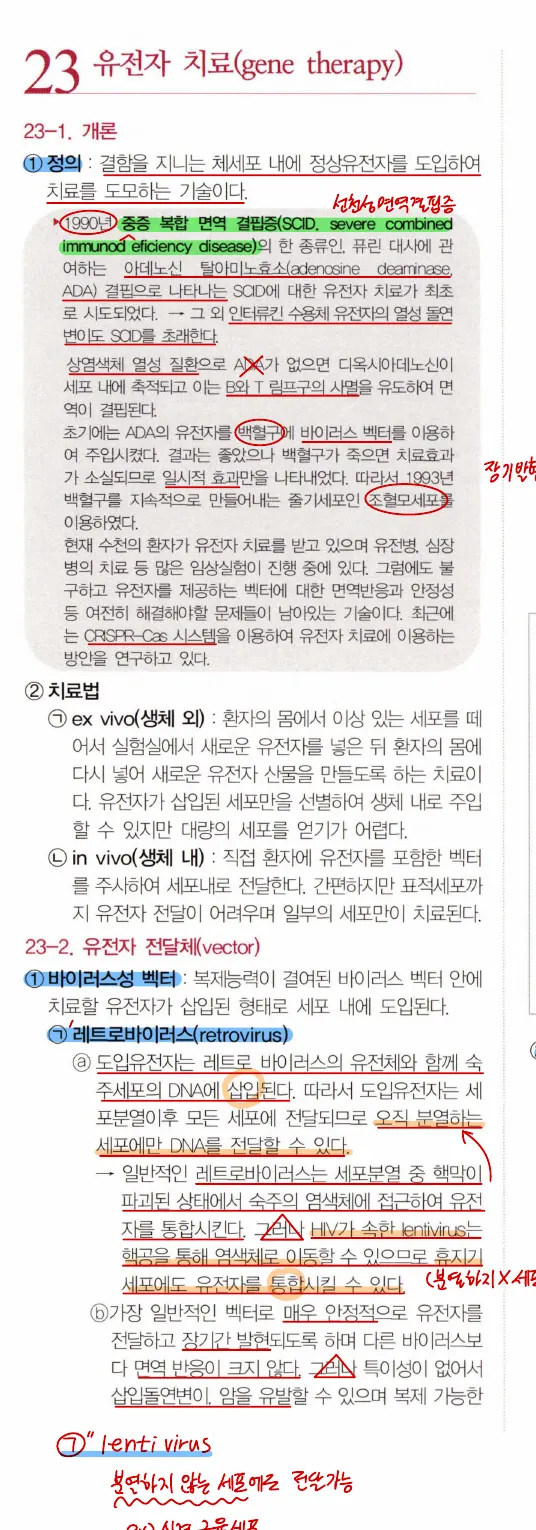 23 유전자 치료(gene therapy)
23-1. 개론
① 정의 : 결함을 지니는 체세포 내에 정상유전자를 도입하여
치료를 도모하는 기술이다.
선천성면역결핍증
▶1990년 중증 복합 면역 결핍증(SCID, severe combined
immunod eficiency disease)의 한 종류인, 퓨린 대사에 관
여하는 아데노신 탈아미노효소(adenosine deaminase,
ADA) 결핍으로 나타나는 SCID에 대한 유전자 치료가 최초
로 시도되었다. → 그 외 인터류킨 수용체 유전자의 열성 돌연
변이도 SCID를 초래한다.
상염색체 열성 질환으로 ADA가 없으면 디옥시아데노신이
세포 내에 축적되고 이는 B와 T 림프구의 사멸을 유도하여 면
역이 결핍된다.
초기에는 ADA의 유전자를 백혈구에 바이러스 벡터를 이용하
여 주입시켰다. 결과는 좋았으나 백혈구가 죽으면 치료효과
가 소실되므로 일시적 효과만을 나타내었다. 따라서 1993년
장기발현
백혈구를 지속적으로 만들어내는 줄기세포인 조혈모세포를
이용하였다.
현재 수천의 환자가 유전자 치료를 받고 있으며 유전병, 심장
병의 치료 등 많은 임상실험이 진행 중에 있다. 그럼에도 불
구하고 유전자를 제공하는 벡터에 대한 면역반응과 안정성
등 여전히 해결해야할 문제들이 남아있는 기술이다. 최근에
는 CRISPR-Cas 시스템을 이용하여 유전자 치료에 이용하는
방안을 연구하고 있다.
② 치료법
㉠ ex vivo(생체 외) : 환자의 몸에서 이상 있는 세포를 떼
어서 실험실에서 새로운 유전자를 넣은 뒤 환자의 몸에
다시 넣어 새로운 유전자 산물을 만들도록 하는 치료이
다. 유전자가 삽입된 세포만을 선별하여 생체 내로 주입
할 수 있지만 대량의 세포를 얻기가 어렵다.
㉡ in vivo(생체 내) : 직접 환자에 유전자를 포함한 벡터
를 주사하여 세포내로 전달한다. 간편하지만 표적세포까
지 유전자 전달이 어려우며 일부의 세포만이 치료된다.
23-2. 유전자 전달체(vector)
① 바이러스성 벡터 : 복제능력이 결여된 바이러스 벡터 안에
치료할 유전자가 삽입된 형태로 세포 내에 도입된다.
㉠' 레트로바이러스(retrovirus)
ⓐ 도입유전자는 레트로 바이러스의 유전체와 함께 숙
주세포의 DNA에 삽입된다. 따라서 도입유전자는 세
포분열이후 모든 세포에 전달되므로 오직 분열하는
세포에만 DNA를 전달할 수 있다.
→ 일반적인 레트로바이러스는 세포분열 중 핵막이
파괴된 상태에서 숙주의 염색체에 접근하여 유전
자를 통합시킨다. 그러나 HIV가 속한 lentivirus는
핵공을 통해 염색체로 이동할 수 있으므로 휴지기
세포에도 유전자를 통합시킬 수 있다. (분열하지X 세포
ⓑ가장 일반적인 벡터로 매우 안정적으로 유전자를
전달하고 장기간 발현되도록 하며 다른 바이러스보
다 면역 반응이 크지 않다. 그러나 특이성이 없어서
삽입돌연변이, 암을 유발할 수 있으며 복제 가능한
㉠" lenti virus
분열하지 않는 세포에로 전달가능